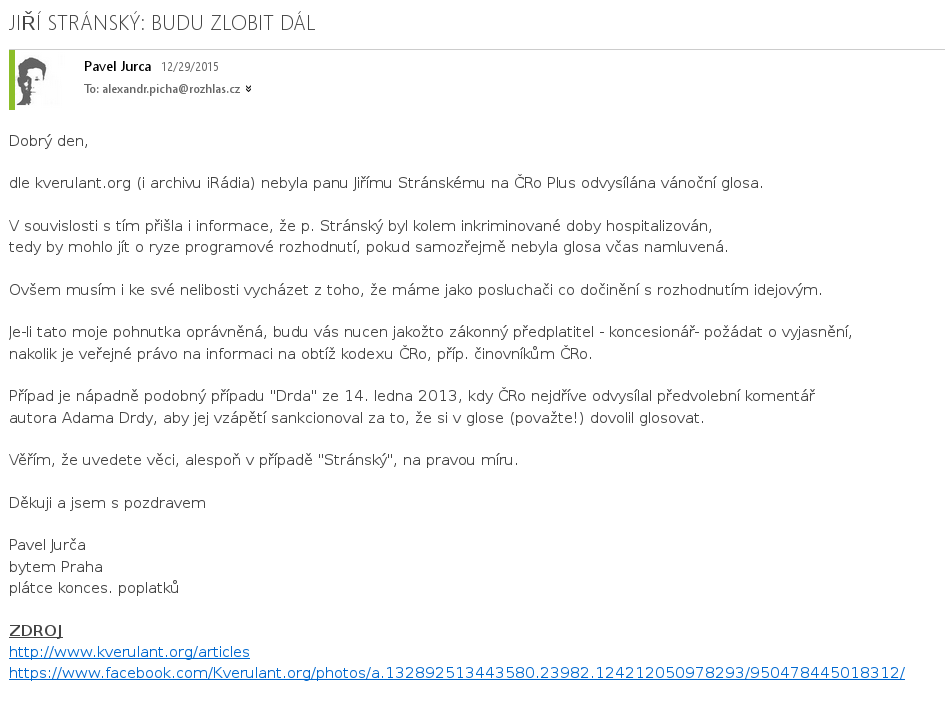 JIŘÍ STRÁNSKÝ: BUDU ZLOBIT DÁL
Pavel Jurca 12/29/2015
To: alexandr.picha@rozhlas.cz
Dobrý den,
dle kverulant.org (i archivu iRádia) nebyla panu Jiřímu Stránskému na ČRo Plus odvysílána vánoční glosa.
V souvislosti s tím přišla i informace, že p. Stránský byl kolem inkriminované doby hospitalizován,
tedy by mohlo jít o ryze programové rozhodnutí, pokud samozřejmě nebyla glosa včas namluvená.
Ovšem musím i ke své nelibosti vycházet z toho, že máme jako posluchači co dočinění s rozhodnutím idejovým.
Je-li tato moje pohnutka oprávněná, budu vás nucen jakožto zákonný předplatitel - koncesionář- požádat o vyjasnění,
nakolik je veřejné právo na informaci na obtíž kodexu ČRo, příp. činovníkům ČRo.
Případ je nápadně podobný případu "Drda" ze 14. ledna 2013, kdy ČRo nejdříve odvysílal předvolební komentář
autora Adama Drdy, aby jej vzápětí sankcionoval za to, že si v glose (považte!) dovolil glosovat.
Věřím, že uvedete věci, alespoň v případě "Stránský", na pravou míru.
Děkuji a jsem s pozdravem
Pavel Jurča
bytem Praha
plátce konces. poplatků
ZDROJ
http://www.kverulant.org/articles
https://www.facebook.com/Kverulant.org/photos/a.132892513443580.23982.124212050978293/950478445018312/